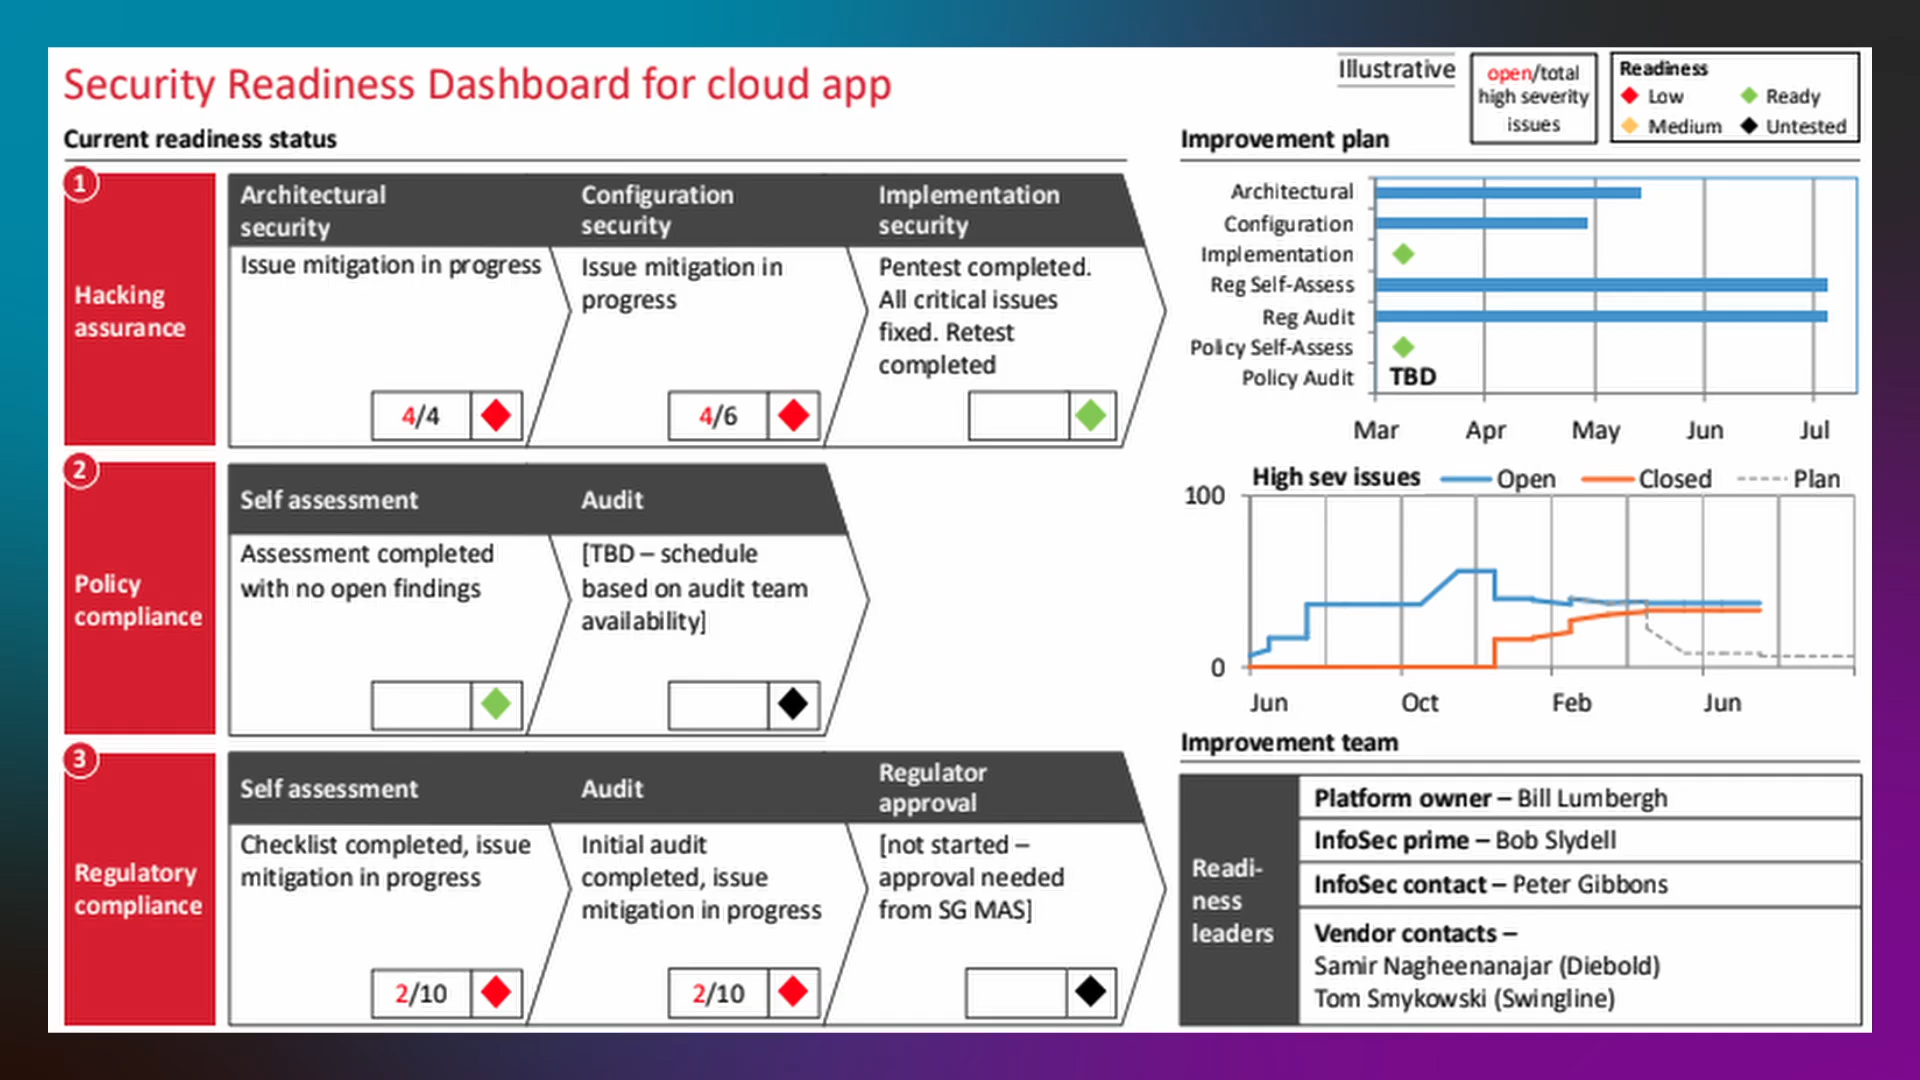 Security Readiness Dashboard for cloud app
Illustrative
open/total
high severity
issues
Readiness
Low
Ready
Medium
Untested
Current readiness status
1
Hacking
assurance
Architectural
security
Issue mitigation in progress
4/4
Configuration
security
Issue mitigation in
progress
4/6
Implementation
security
Pentest completed.
All critical issues
fixed. Retest
completed
2
Policy
compliance
Self assessment
Assessment completed
with no open findings
Audit
[TBD – schedule
based on audit team
availability]
3
Regulatory
compliance
Self assessment
Checklist completed, issue
mitigation in progress
2/10
Audit
Initial audit
completed, issue
mitigation in progress
2/10
Regulator
approval
[not started –
approval needed
from SG MAS]
Improvement plan
Architectural
Configuration
Implementation
Reg Self-Assess
Reg Audit
Policy Self-Assess
Policy Audit
TBD
Mar Apr May Jun Jul
High sev issues
Open
Closed
Plan
100
0
Jun Oct Feb Jun
Improvement team
Readi-
ness
leaders
Platform owner – Bill Lumbergh
InfoSec prime – Bob Slydell
InfoSec contact – Peter Gibbons
Vendor contacts –
Samir Nagheenanajar (Diebold)
Tom Smykowski (Swingline)